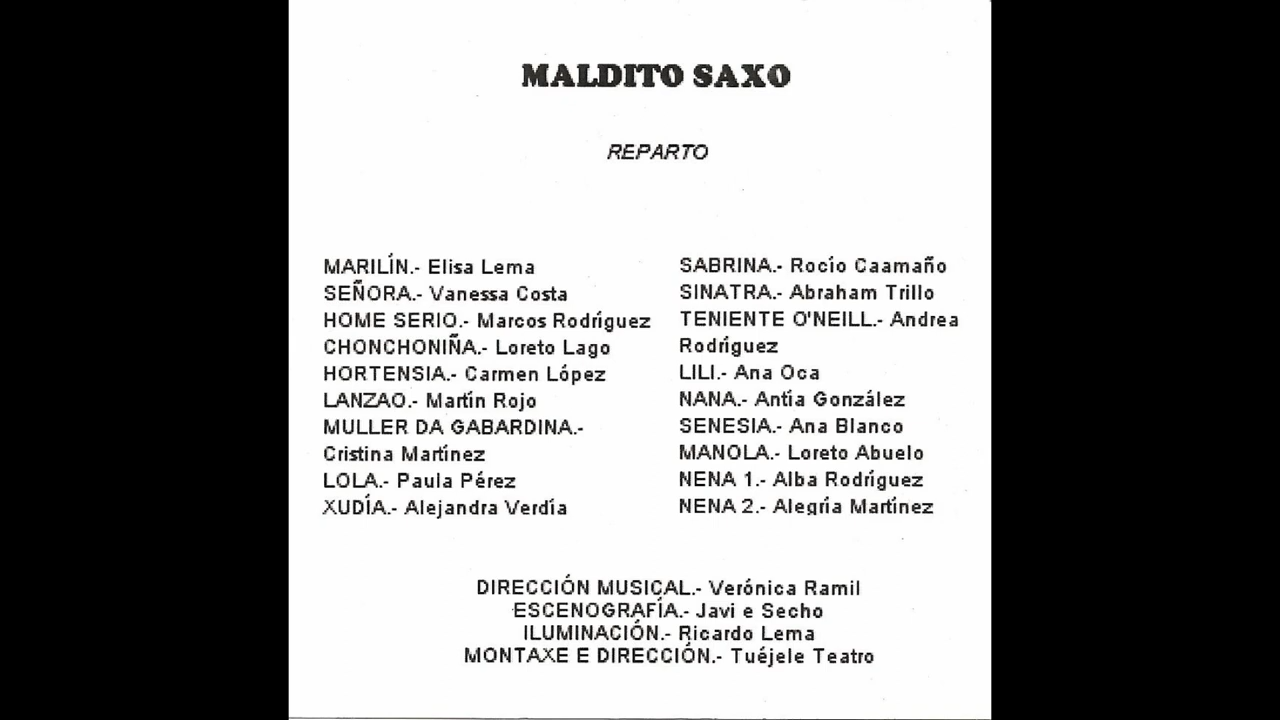 MALDITO SAXO
REPARTO
MARILÍN.- Elisa Lema
SEÑORA.- Vanessa Costa
HOME SERIO.- Marcos Rodríguez
CHONCHONIÑA.- Loreto Lago
HORTENSIA.- Carmen López
LANZAO.- Martín Rojo
MULLER DA GABARDINA.-
Cristina Martínez
LOLA.- Paula Pérez
XUDÍA.- Alejandra Verdía
SABRINA.- Rocío Caamaño
SINATRA.- Abraham Trillo
TENIENTE O'NEILL.- Andrea
Rodríguez
LILI.- Ana Oca
NANA.- Antía González
SENESIA.- Ana Blanco
MANOLA.- Loreto Abuelo
NENA 1.- Alba Rodríguez
NENA 2.- Alegría Martínez
DIRECCIÓN MUSICAL.- Verónica Ramil
ESCENOGRAFÍA.- Javi e Secho
ILUMINACIÓN.- Ricardo Lema
MONTAXE E DIRECCIÓN.- Tuéjele Teatro